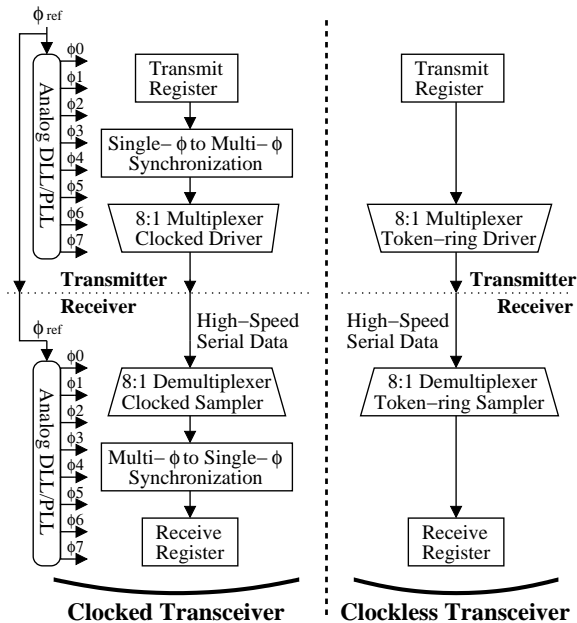 ϕ ref
Analog DLL/PLL
ϕ0
ϕ1
ϕ2
ϕ3
ϕ4
ϕ5
ϕ6
ϕ7
Transmit
Register
Single− ϕ to Multi− ϕ
Synchronization
8:1 Multiplexer
Clocked Driver
Transmitter
Receiver
ϕ ref
Analog DLL/PLL
ϕ0
ϕ1
ϕ2
ϕ3
ϕ4
ϕ5
ϕ6
ϕ7
High−Speed
Serial Data
8:1 Demultiplexer
Clocked Sampler
Multi− ϕ to Single− ϕ
Synchronization
Receive
Register
Clocked Transceiver
Transmit
Register
8:1 Multiplexer
Token−ring Driver
Transmitter
Receiver
High−Speed
Serial Data
8:1 Demultiplexer
Token−ring Sampler
Receive
Register
Clockless Transceiver